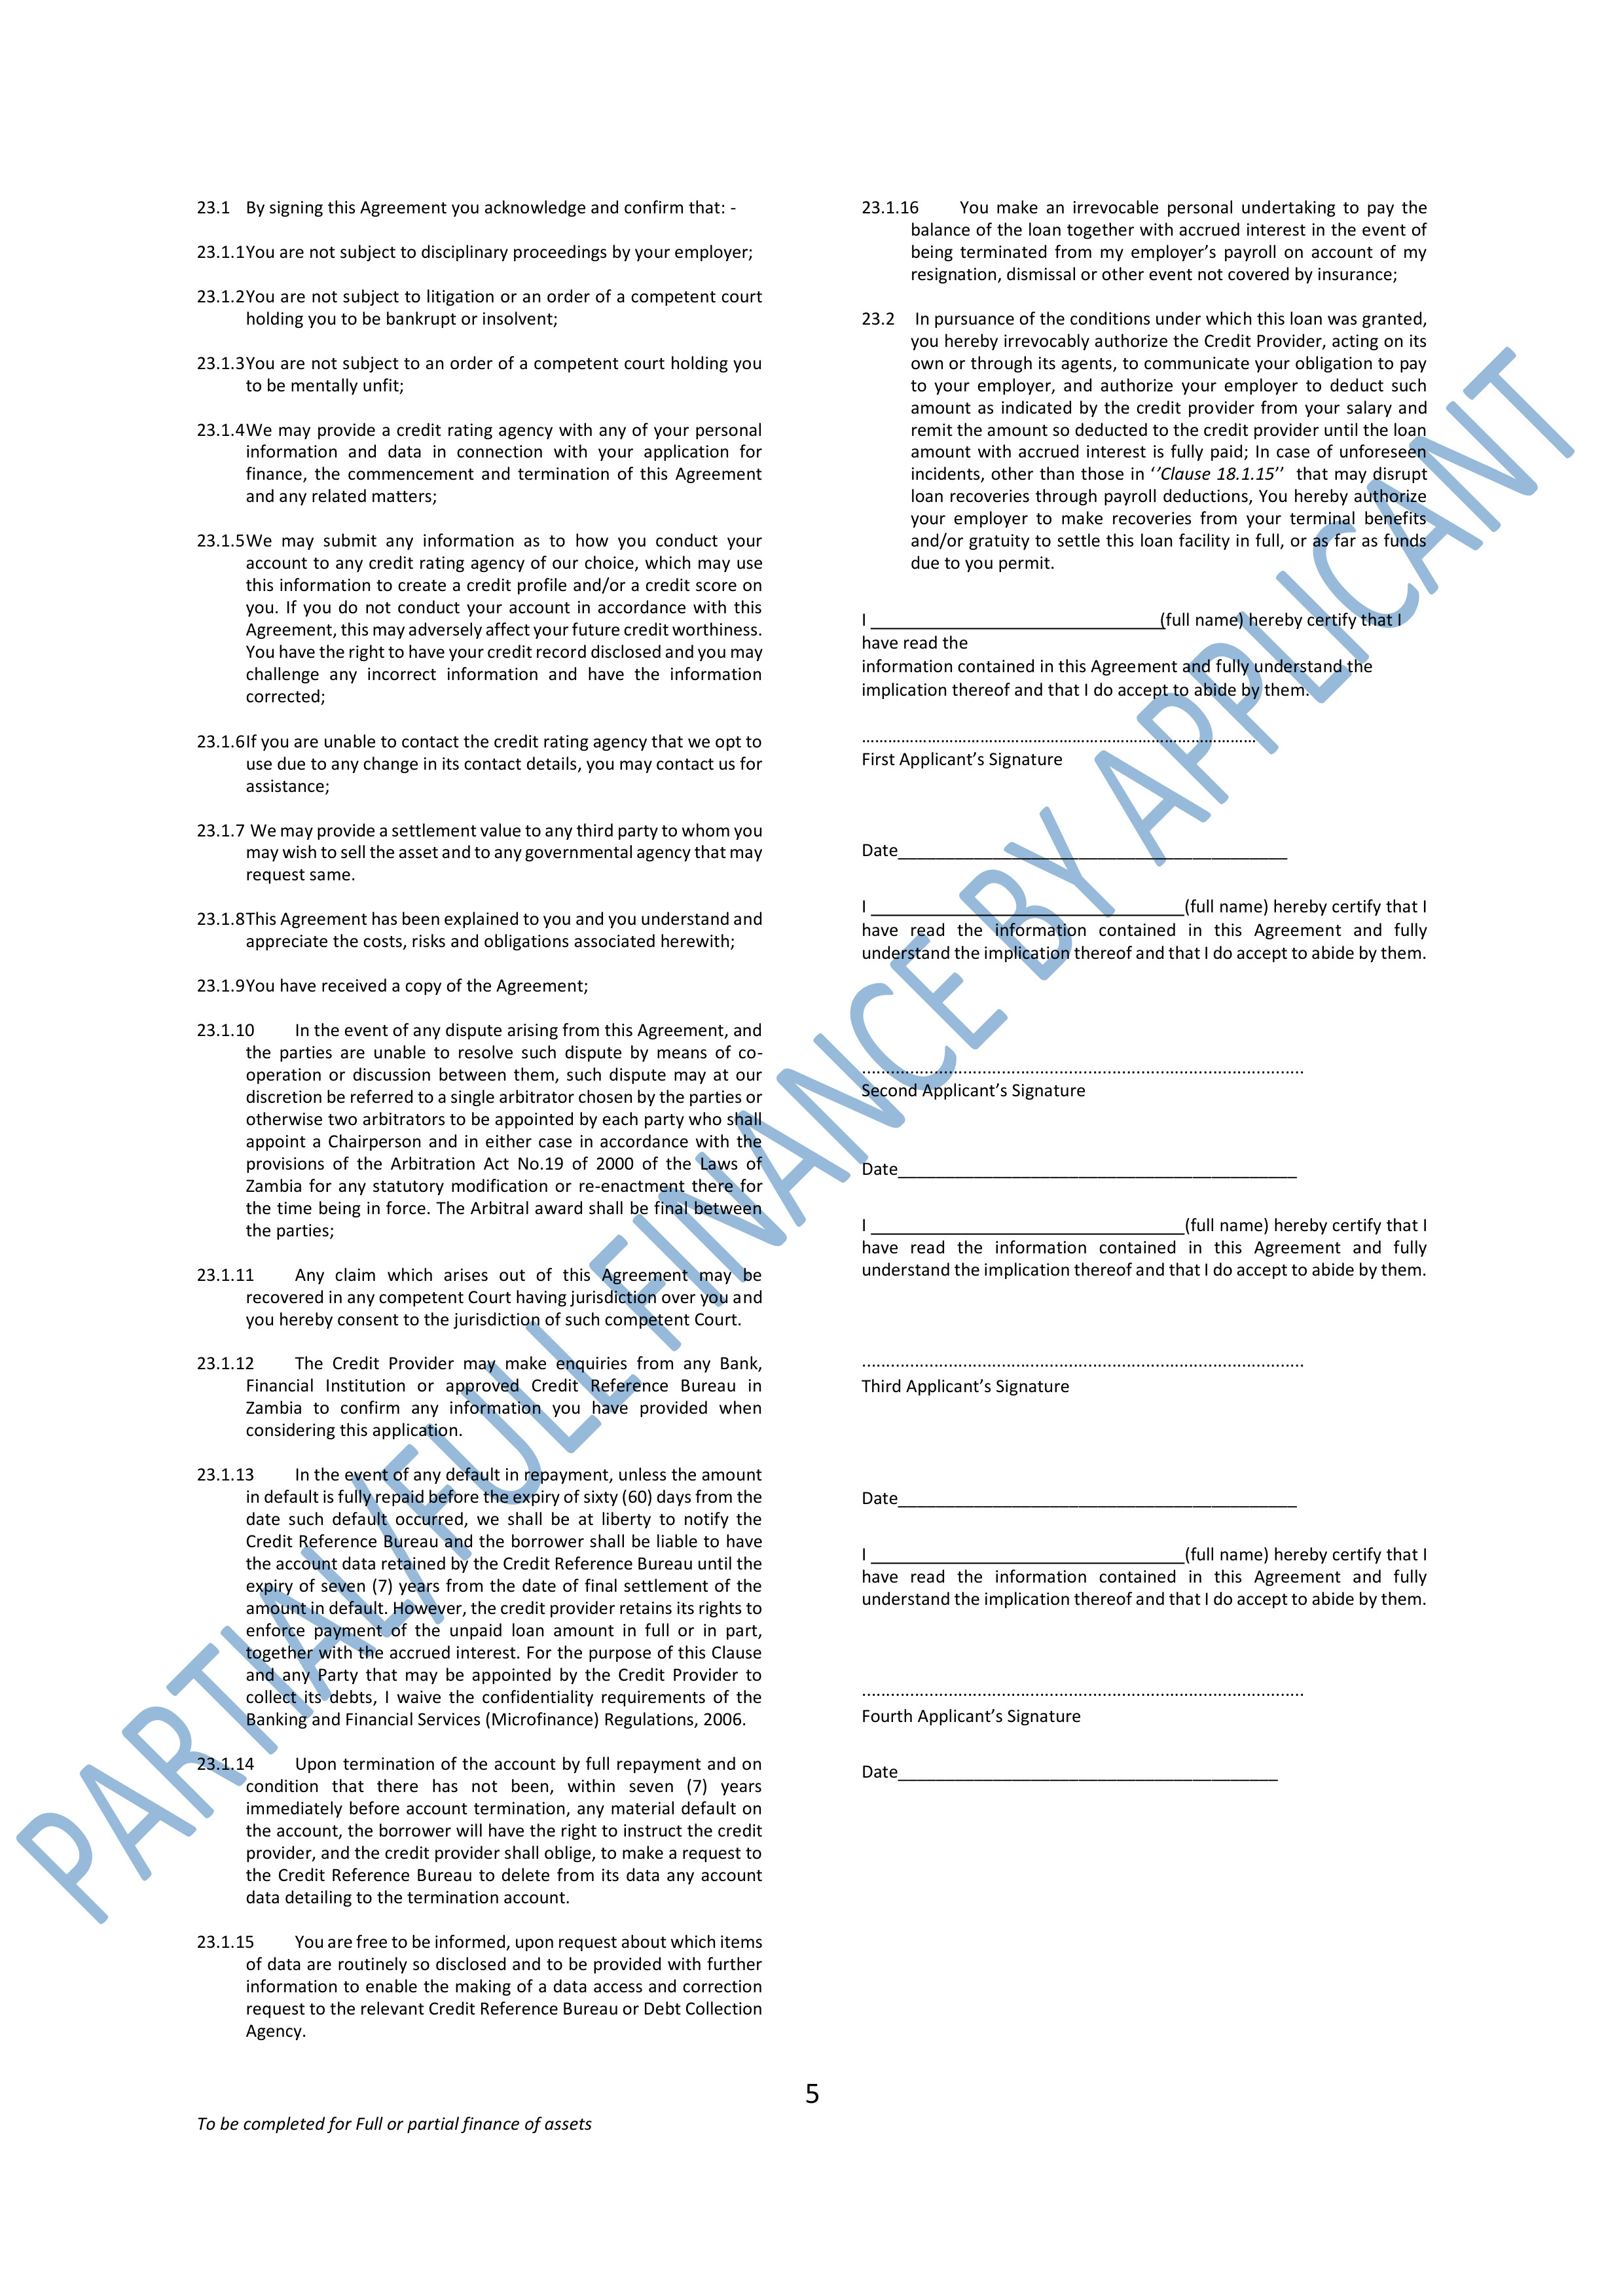 23.1 By signing this Agreement you acknowledge and confirm that: -
23.1.1You are not subject to disciplinary proceedings by your employer;
23.1.2You are not subject to litigation or an order of a competent court
holding you to be bankrupt or insolvent;
23.1.3You are not subject to an order of a competent court holding you
to be mentally unfit;
23.1.4We may provide a credit rating agency with any of your personal
information and data in connection with your application for
finance, the commencement and termination of this Agreement
and any related matters;
23.1.5We may submit any information as to how you conduct your
account to any credit rating agency of our choice, which may use
this information to create a credit profile and/or a credit score on
you. If you do not conduct your account in accordance with this
Agreement, this may adversely affect your future credit worthiness.
You have the right to have your credit record disclosed and you may
challenge any incorrect information and have the information
corrected;
23.1.6If you are unable to contact the credit rating agency that we opt to
use due to any change in its contact details, you may contact us for
assistance;
23.1.7 We may provide a settlement value to any third party to whom you
may wish to sell the asset and to any governmental agency that may
request same.
23.1.8This Agreement has been explained to you and you understand and
appreciate the costs, risks and obligations associated herewith;
23.1.9You have received a copy of the Agreement;
23.1.10 In the event of any dispute arising from this Agreement, and
the parties are unable to resolve such dispute by means of co-
operation or discussion between them, such dispute may at our
discretion be referred to a single arbitrator chosen by the parties or
otherwise two arbitrators to be appointed by each party who shall
appoint a Chairperson and in either case in accordance with the
provisions of the Arbitration Act No.19 of 2000 of the Laws of
Zambia for any statutory modification or re-enactment there for
the time being in force. The Arbitral award shall be final between
the parties;
23.1.11 Any claim which arises out of this Agreement may be
recovered in any competent Court having jurisdiction over you and
you hereby consent to the jurisdiction of such competent Court.
23.1.12 The Credit Provider may make enquiries from any Bank,
Financial Institution or approved Credit Reference Bureau in
Zambia to confirm any information you have provided when
considering this application.
23.1.13 In the event of any default in repayment, unless the amount
in default is fully repaid before the expiry of sixty (60) days from the
date such default occurred, we shall be at liberty to notify the
Credit Reference Bureau and the borrower shall be liable to have
the account data retained by the Credit Reference Bureau until the
expiry of seven (7) years from the date of final settlement of the
amount in default. However, the credit provider retains its rights to
enforce payment of the unpaid loan amount in full or in part,
together with the accrued interest. For the purpose of this Clause
and any Party that may be appointed by the Credit Provider to
collect its debts, I waive the confidentiality requirements of the
Banking and Financial Services (Microfinance) Regulations, 2006.
23.1.14 Upon termination of the account by full repayment and on
condition that there has not been, within seven (7) years
immediately before account termination, any material default on
the account, the borrower will have the right to instruct the credit
provider, and the credit provider shall oblige, to make a request to
the Credit Reference Bureau to delete from its data any account
data detailing to the termination account.
23.1.15 You are free to be informed, upon request about which items
of data are routinely so disclosed and to be provided with further
information to enable the making of a data access and correction
request to the relevant Credit Reference Bureau or Debt Collection
Agency.
23.1.16 You make an irrevocable personal undertaking to pay the
balance of the loan together with accrued interest in the event of
being terminated from my employer’s payroll on account of my
resignation, dismissal or other event not covered by insurance;
23.2 In pursuance of the conditions under which this loan was granted,
you hereby irrevocably authorize the Credit Provider, acting on its
own or through its agents, to communicate your obligation to pay
to your employer, and authorize your employer to deduct such
amount as indicated by the credit provider from your salary and
remit the amount so deducted to the credit provider until the loan
amount with accrued interest is fully paid; In case of unforeseen
incidents, other than those in ‘’Clause 18.1.15’’ that may disrupt
loan recoveries through payroll deductions, You hereby authorize
your employer to make recoveries from your terminal benefits
and/or gratuity to settle this loan facility in full, or as far as funds
due to you permit.
I ______________________________(full name) hereby certify that I
have read the
information contained in this Agreement and fully understand the
implication thereof and that I do accept to abide by them.
....................................................................................
First Applicant’s Signature
Date________________________________________
I ________________________________(full name) hereby certify that I
have read the information contained in this Agreement and fully
understand the implication thereof and that I do accept to abide by them.
............................................................................................
Second Applicant’s Signature
Date_________________________________________
I ________________________________(full name) hereby certify that I
have read the information contained in this Agreement and fully
understand the implication thereof and that I do accept to abide by them.
............................................................................................
Third Applicant’s Signature
Date_________________________________________
I ________________________________(full name) hereby certify that I
have read the information contained in this Agreement and fully
understand the implication thereof and that I do accept to abide by them.
............................................................................................
Fourth Applicant’s Signature
Date_______________________________________
PARTIAL/FULL FINANCE BY APPLICANT
5
To be completed for Full or partial finance of assets